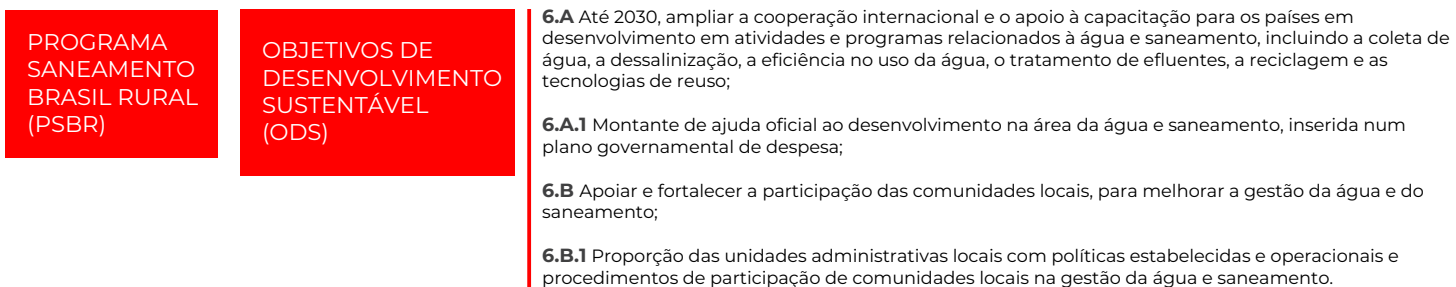 PROGRAMA
SANEAMENTO
BRASIL RURAL
(PSBR)
OBJETIVOS DE
DESENVOLVIMENTO
SUSTENTÁVEL
(ODS)
6.A Até 2030, ampliar a cooperação internacional e o apoio à capacitação para os países em
desenvolvimento em atividades e programas relacionados à água e saneamento, incluindo a coleta de
água, a dessalinização, a eficiência no uso da água, o tratamento de efluentes, a reciclagem e as
tecnologias de reuso;
6.A.1 Montante de ajuda oficial ao desenvolvimento na área da água e saneamento, inserida num
plano governamental de despesa;
6.B Apoiar e fortalecer a participação das comunidades locais, para melhorar a gestão da água e do
saneamento;
6.B.1 Proporção das unidades administrativas locais com políticas estabelecidas e operacionais e
procedimentos de participação de comunidades locais na gestão da água e saneamento.